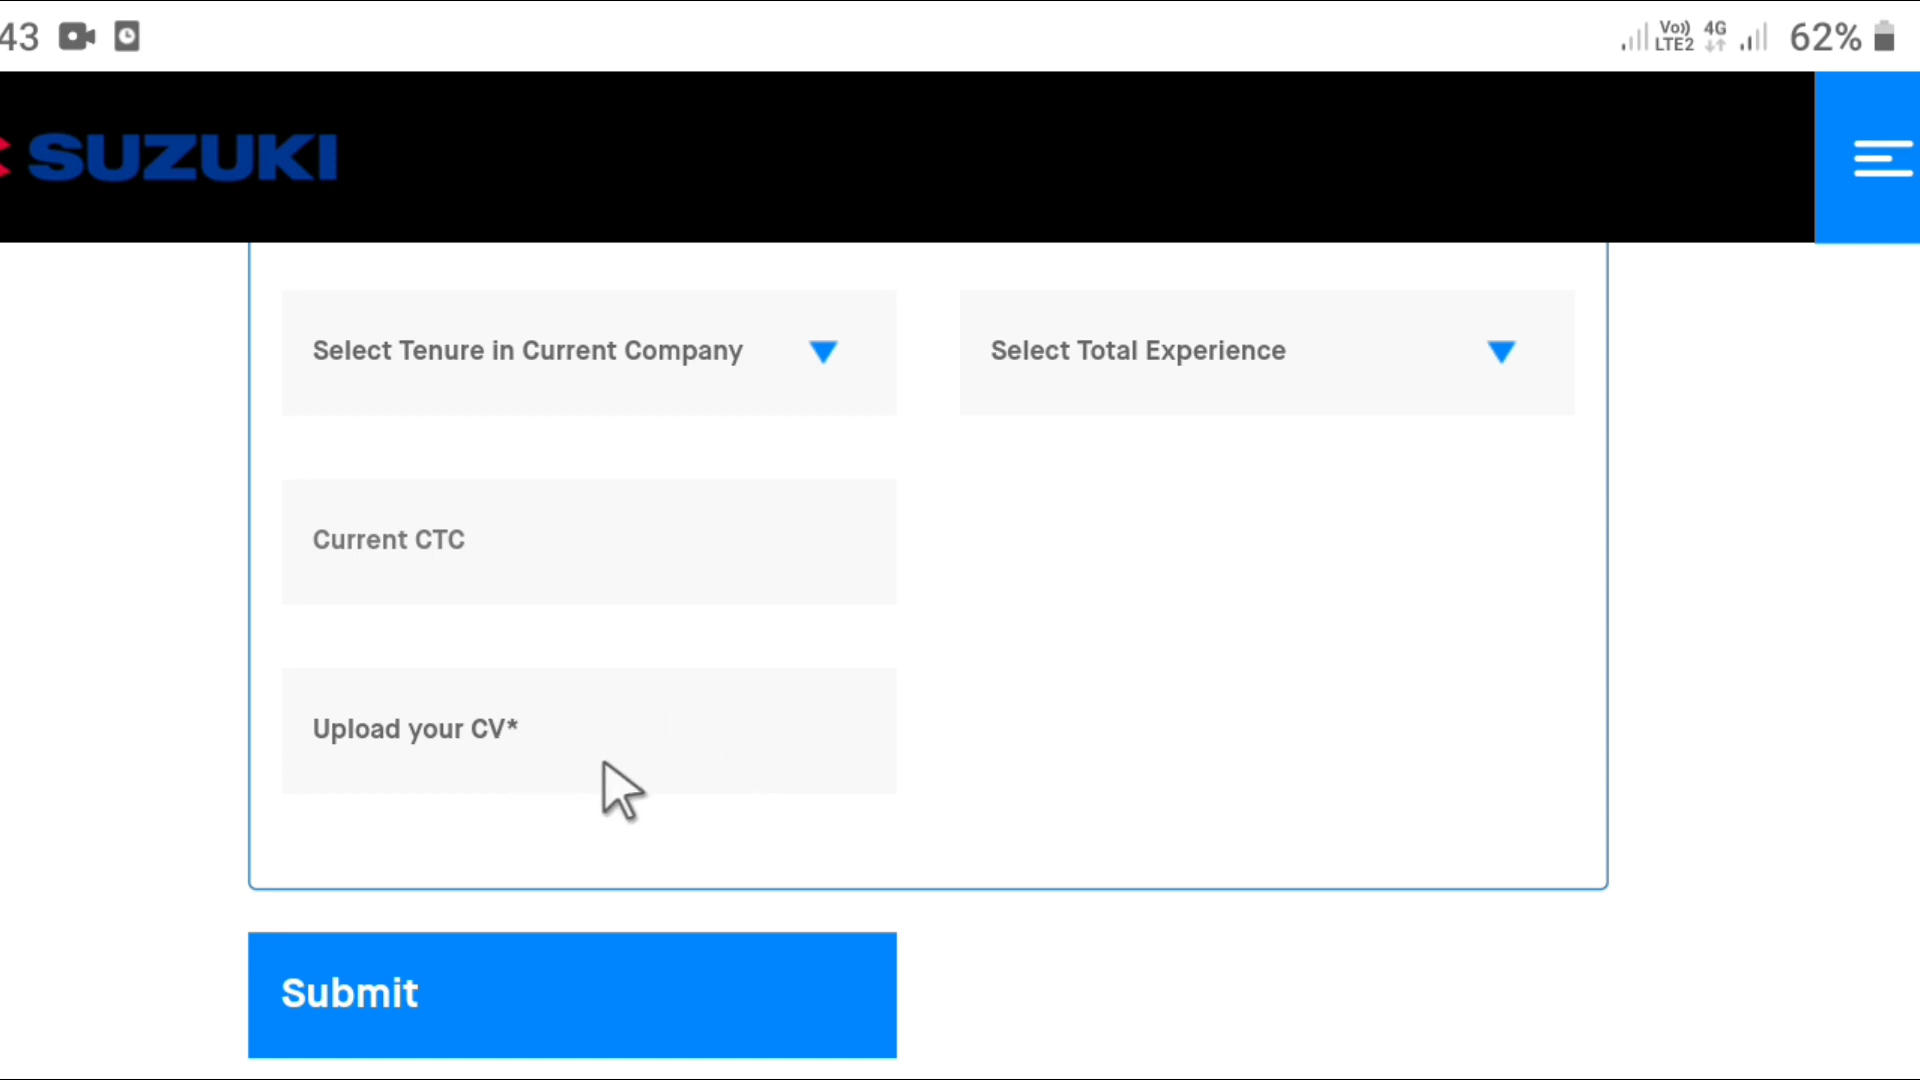 43
Vo)) LTE2 4G 62%
SUZUKI
Select Tenure in Current Company
Select Total Experience
Current CTC
Upload your CV*
Submit